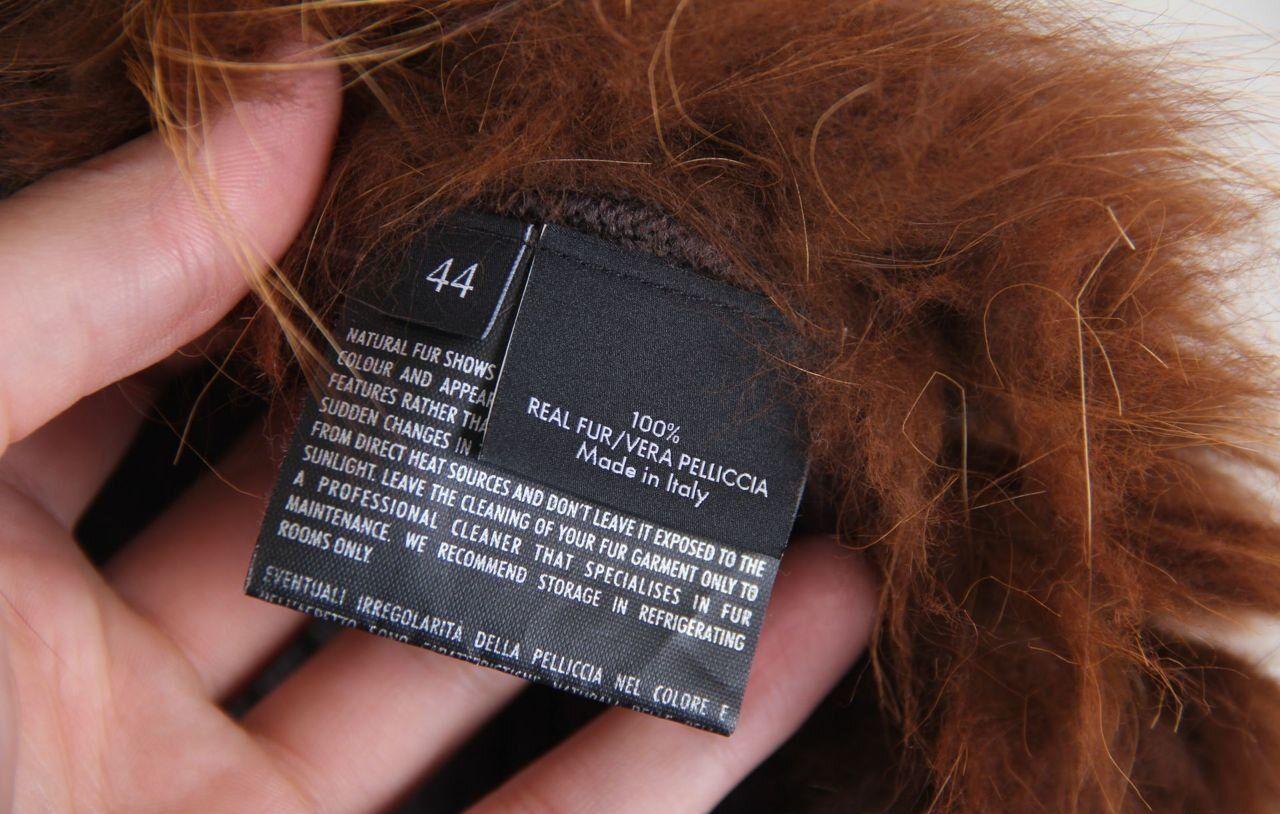 44
100%
REAL FUR/VERA PELLICCIA
Made in Italy
NATURAL FUR SHOWS
COLOUR AND APPEAR
FEATURES RATHER THA
SUDDEN CHANGES IN
FROM DIRECT HEAT SOURCES AND DON'T LEAVE IT EXPOSED TO THE
SUNLIGHT. LEAVE THE CLEANING OF YOUR FUR GARMENT ONLY TO
A PROFESSIONAL CLEANER THAT SPECIALISES IN FUR
MAINTENANCE. WE RECOMMEND STORAGE IN REFRIGERATING
ROOMS ONLY.
EVENTUALI IRREGOLARITA DELLA PELLICCIA NEL COLORE E